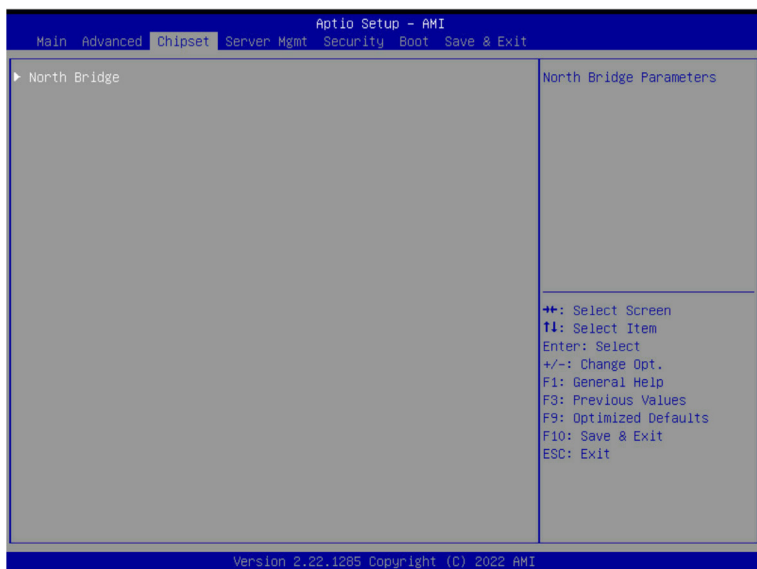 Aptio Setup – AMI
Main Advanced Chipset Server Mgmt Security Boot Save & Exit
▶ North Bridge
North Bridge Parameters
→←: Select Screen
↑↓: Select Item
Enter: Select
+/-: Change Opt.
F1: General Help
F3: Previous Values
F9: Optimized Defaults
F10: Save & Exit
ESC: Exit
Version 2.22.1285 Copyright (C) 2022 AMI